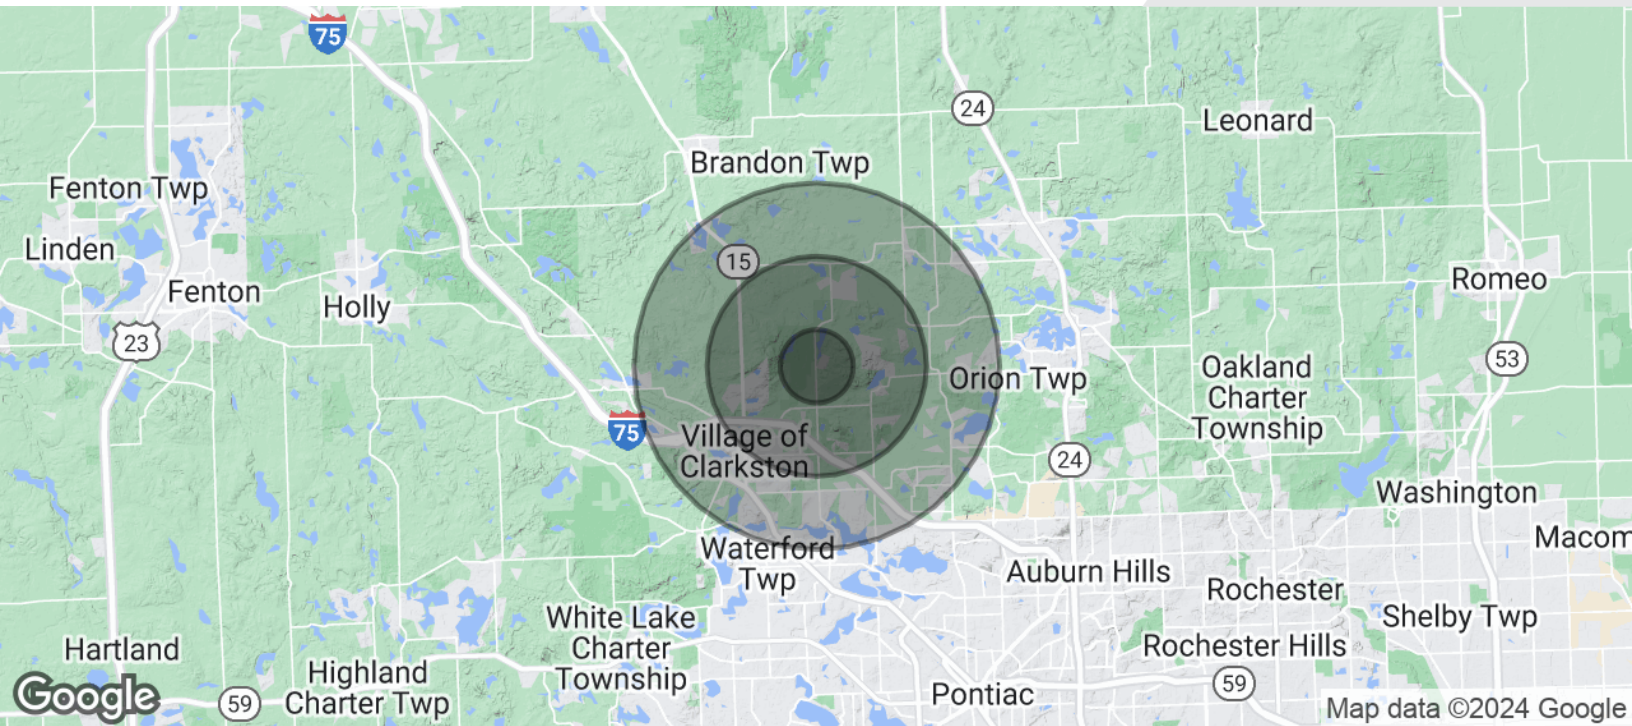 75
24
Leonard
Brandon Twp
Fenton Twp
Linden
15
Romeo
Fenton
Holly
23
53
Orion Twp
Oakland
Charter
Township
75
Village of
Clarkston
24
Washington
Macom
Waterford
Twp
Auburn Hills
Rochester
White Lake
Charter
Township
Shelby Twp
Hartland
Rochester Hills
Highland
Charter Twp
Google
59
Pontiac
59
Map data ©2024 Google